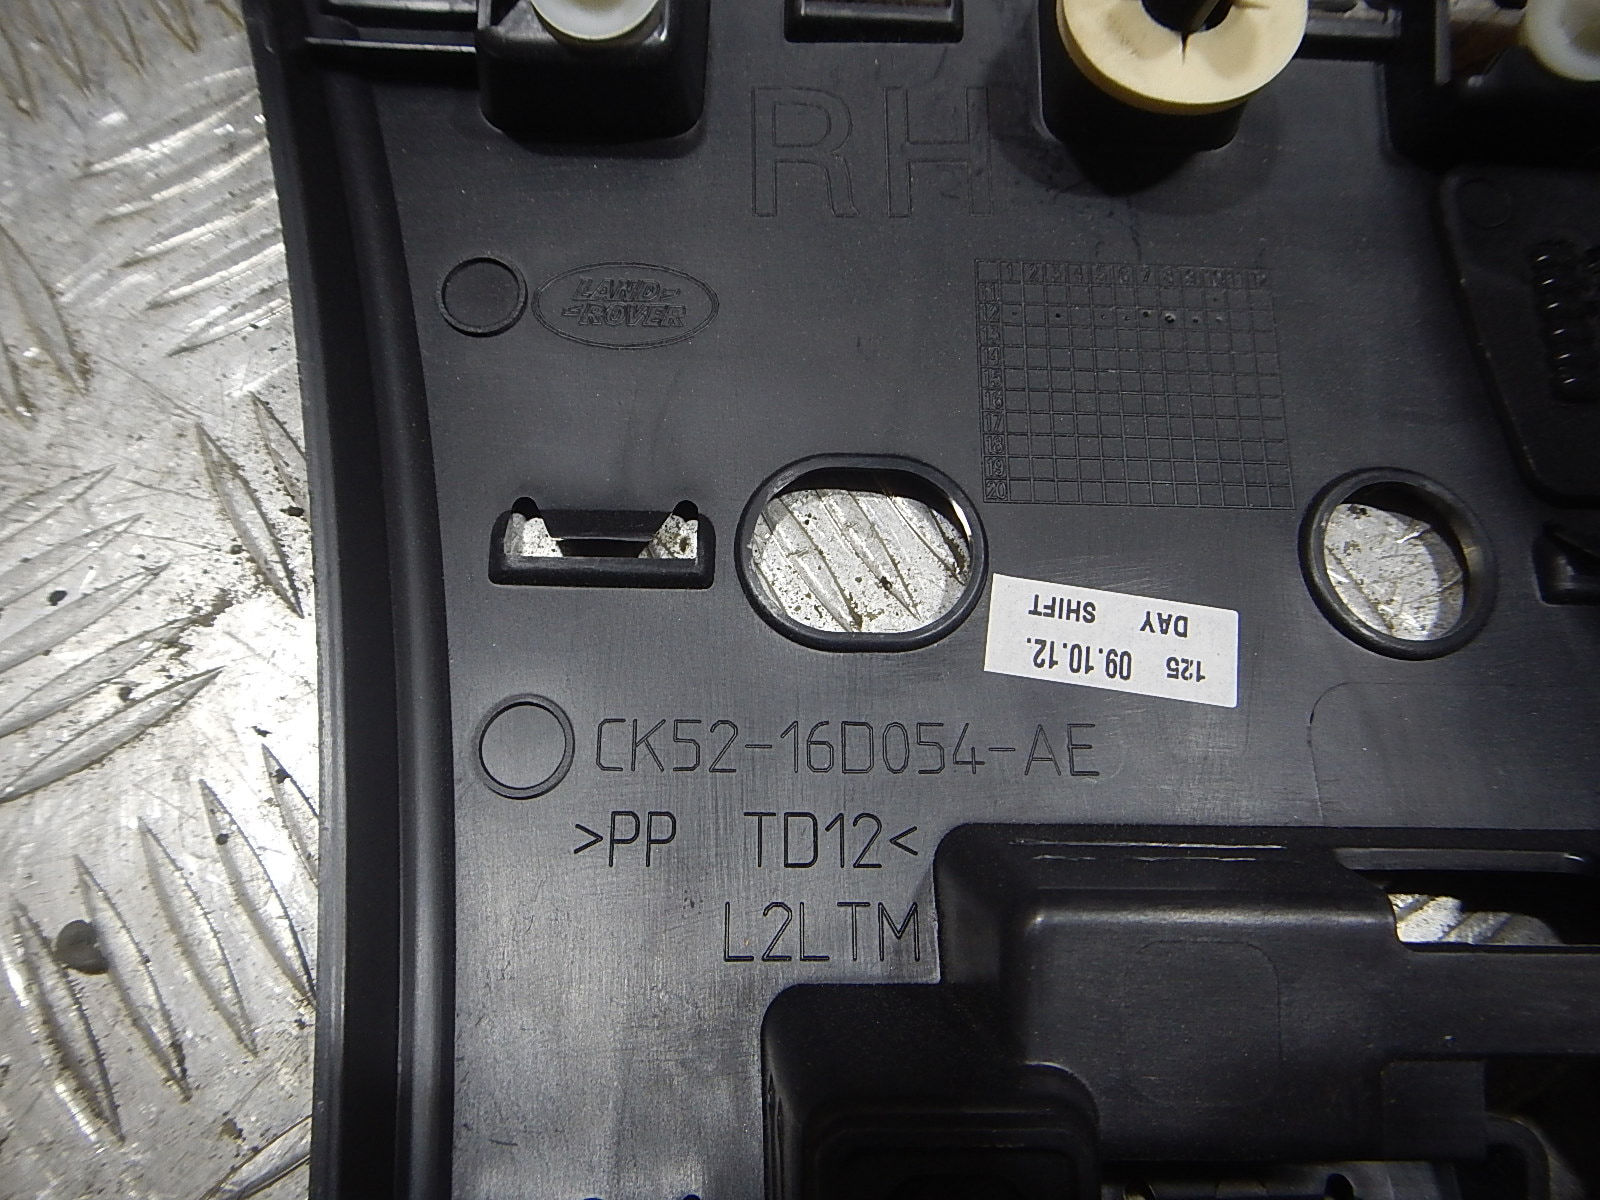 RH
LAND-
-ROVER
1 2 3 4 5 6 7 8 9 10 11 12
11
12
13
14
15
16
17
18
19
20
125 09.10.12.
DAY SHIFT
CK52-16D054-AE
>PP TD12<
L2LTM